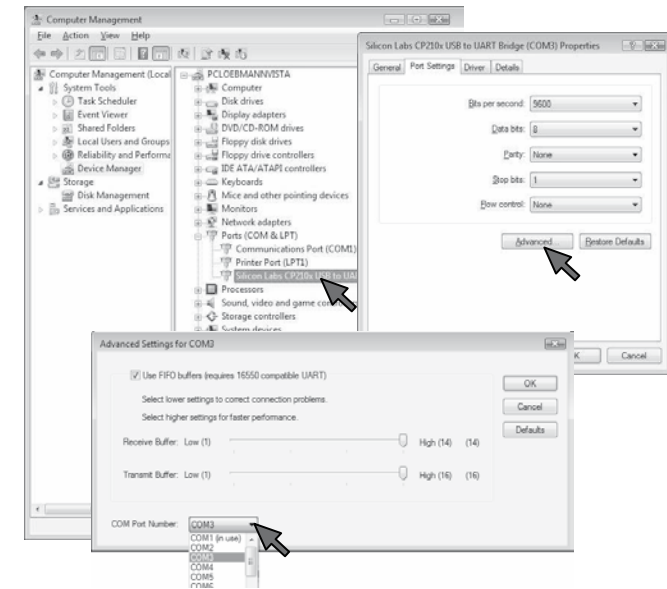 Computer Management
File Action View Help
Computer Management (Local
System Tools
Task Scheduler
Event Viewer
Shared Folders
Local Users and Groups
Reliability and Performa
Device Manager
Storage
Disk Management
Services and Applications
PCLOEBMANNVISTA
Computer
Disk drives
Display adapters
DVD/CD-ROM drives
Floppy disk drives
Floppy drive controllers
IDE ATA/ATAPI controllers
Keyboards
Mice and other pointing devices
Monitors
Network adapters
Ports (COM & LPT)
Communications Port (COM1)
Printer Port (LPT1)
Silicon Labs CP210x USB to UA
Processors
Sound, video and game
Storage controllers
System devices
Silicon Labs CP210x USB to UART Bridge (COM3) Properties
General Port Settings Driver Details
Bits per second: 9600
Data bits: 8
Parity: None
Stop bits: 1
Flow control: None
Advanced... Restore Defaults
K Cancel
Advanced Settings for COM3
Use FIFO buffers (requires 16550 compatible UART)
Select lower settings to correct connection problems.
Select higher settings for faster performance.
Receive Buffer: Low (1) High (14) (14)
Transmit Buffer: Low (1) High (16) (16)
OK
Cancel
Defaults
COM Port Number: COM3
COM1 (in use)
COM2
COM3
COM4
COM5
COM6